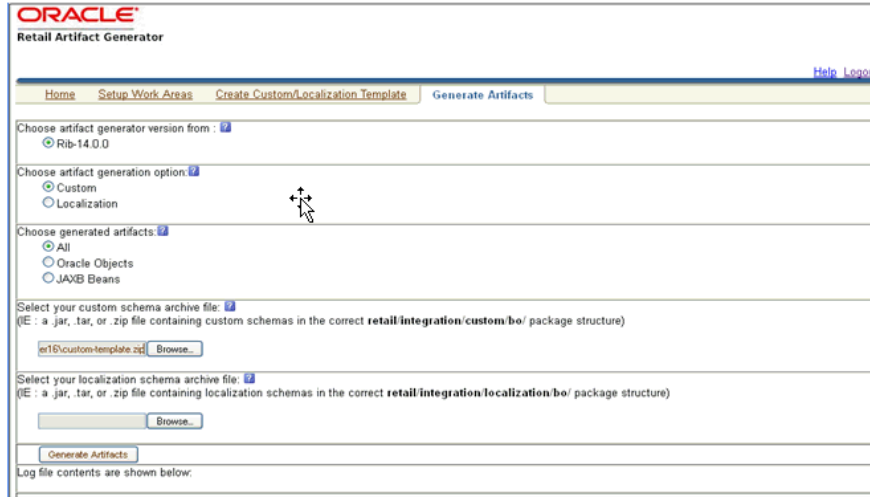 ORACLE
Retail Artifact Generator
Help Logo
Home Setup Work Areas Create Custom/Localization Template Generate Artifacts
Choose artifact generator version from : ?
Rib-14.0.0
Choose artifact generation option:?
Custom
Localization
Choose generated artifacts:?
All
Oracle Objects
JAXB Beans
Select your custom schema archive file: ?
(IE : a .jar, .tar, or .zip file containing custom schemas in the correct retail/integration/custom/bo/ package structure)
er16\custom-template.zip Browse...
Select your localization schema archive file: ?
(IE : a .jar, .tar, or .zip file containing localization schemas in the correct retail/integration/localization/bo/ package structure)
Browse...
Generate Artifacts
Log file contents are shown below: